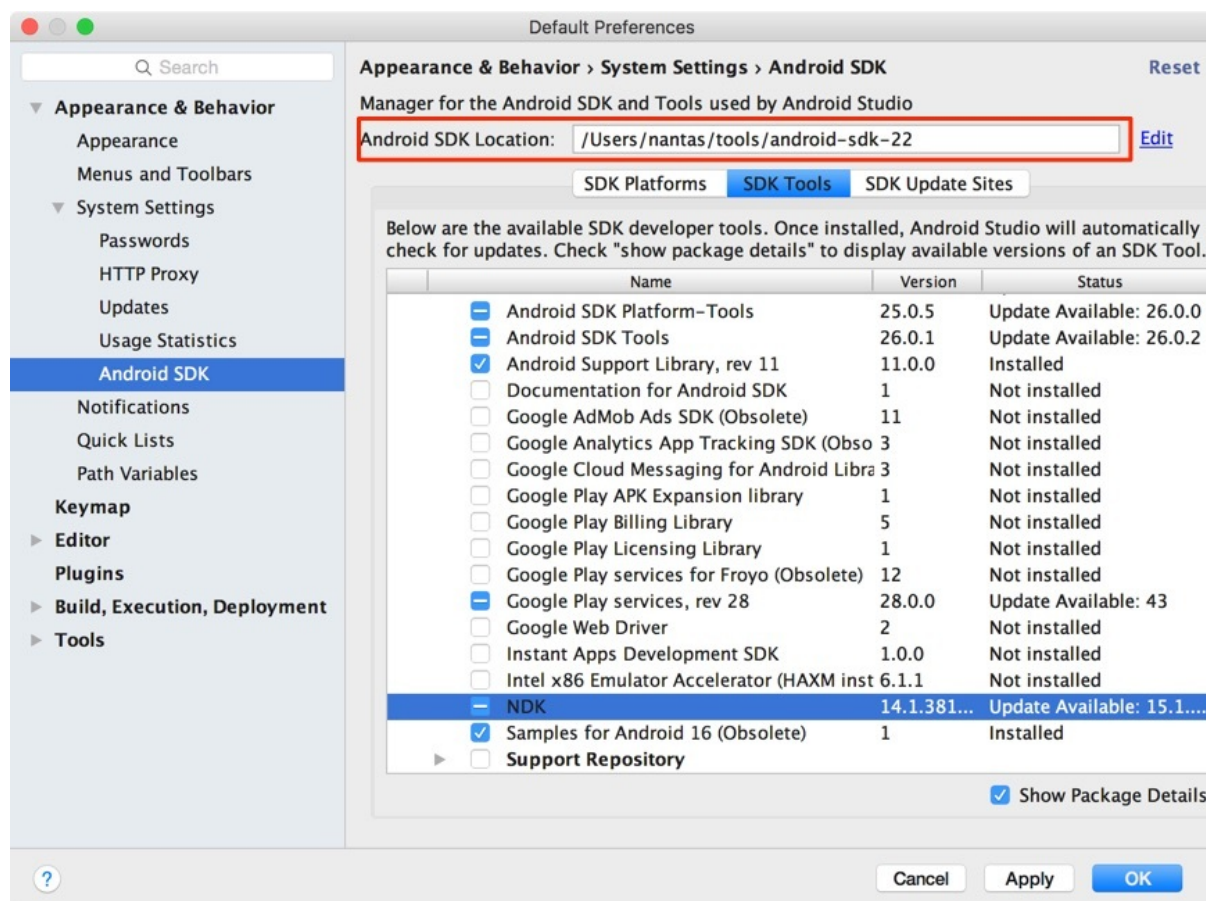 Default Preferences
Search
Appearance & Behavior
Appearance
Menus and Toolbars
System Settings
Passwords
HTTP Proxy
Updates
Usage Statistics
Android SDK
Notifications
Quick Lists
Path Variables
Keymap
Editor
Plugins
Build, Execution, Deployment
Tools
Appearance & Behavior › System Settings › Android SDK Reset
Manager for the Android SDK and Tools used by Android Studio
Android SDK Location: /Users/nantas/tools/android-sdk-22 Edit
SDK Platforms SDK Tools SDK Update Sites
Below are the available SDK developer tools. Once installed, Android Studio will automatically
check for updates. Check "show package details" to display available versions of an SDK Tool.
Name Version Status
Android SDK Platform-Tools 25.0.5 Update Available: 26.0.0
Android SDK Tools 26.0.1 Update Available: 26.0.2
Android Support Library, rev 11 11.0.0 Installed
Documentation for Android SDK 1 Not installed
Google AdMob Ads SDK (Obsolete) 11 Not installed
Google Analytics App Tracking SDK (Obso 3 Not installed
Google Cloud Messaging for Android Libra 3 Not installed
Google Play APK Expansion library 1 Not installed
Google Play Billing Library 5 Not installed
Google Play Licensing Library 1 Not installed
Google Play services for Froyo (Obsolete) 12 Not installed
Google Play services, rev 28 28.0.0 Update Available: 43
Google Web Driver 2 Not installed
Instant Apps Development SDK 1.0.0 Not installed
Intel x86 Emulator Accelerator (HAXM inst 6.1.1 Not installed
NDK 14.1.381... Update Available: 15.1....
Samples for Android 16 (Obsolete) 1 Installed
Support Repository
Show Package Details
? Cancel Apply OK